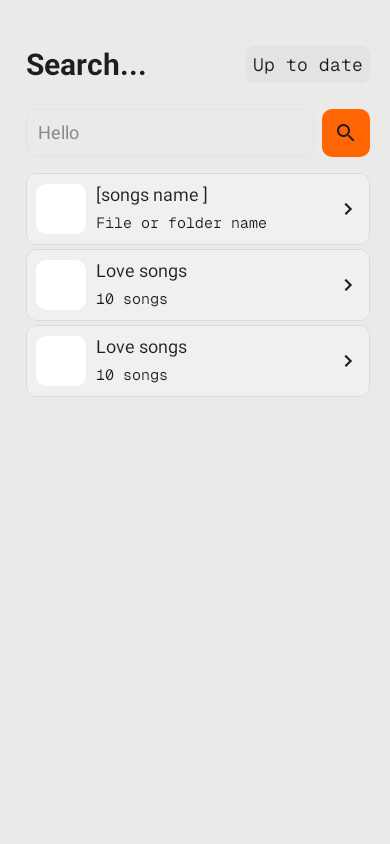 Search...
Up to date
Hello
[songs name ]
File or folder name
Love songs
10 songs
Love songs
10 songs